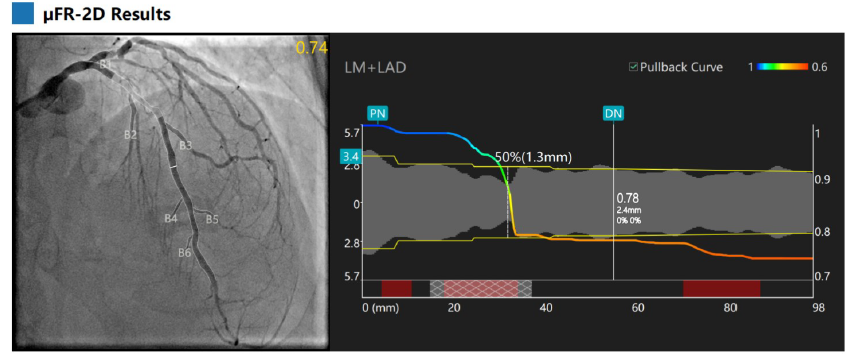 μFR-2D Results
0.74
B1
B2
B3
B4
B5
B6
LM+LAD
Pullback Curve
1
0.6
PN
DN
5.7
3.4
2.8
0
2.8
5.7
50%(1.3mm)
0.78
2.4mm
0% 0%
1
0.9
0.8
0.7
0 (mm)
20
40
60
80
98